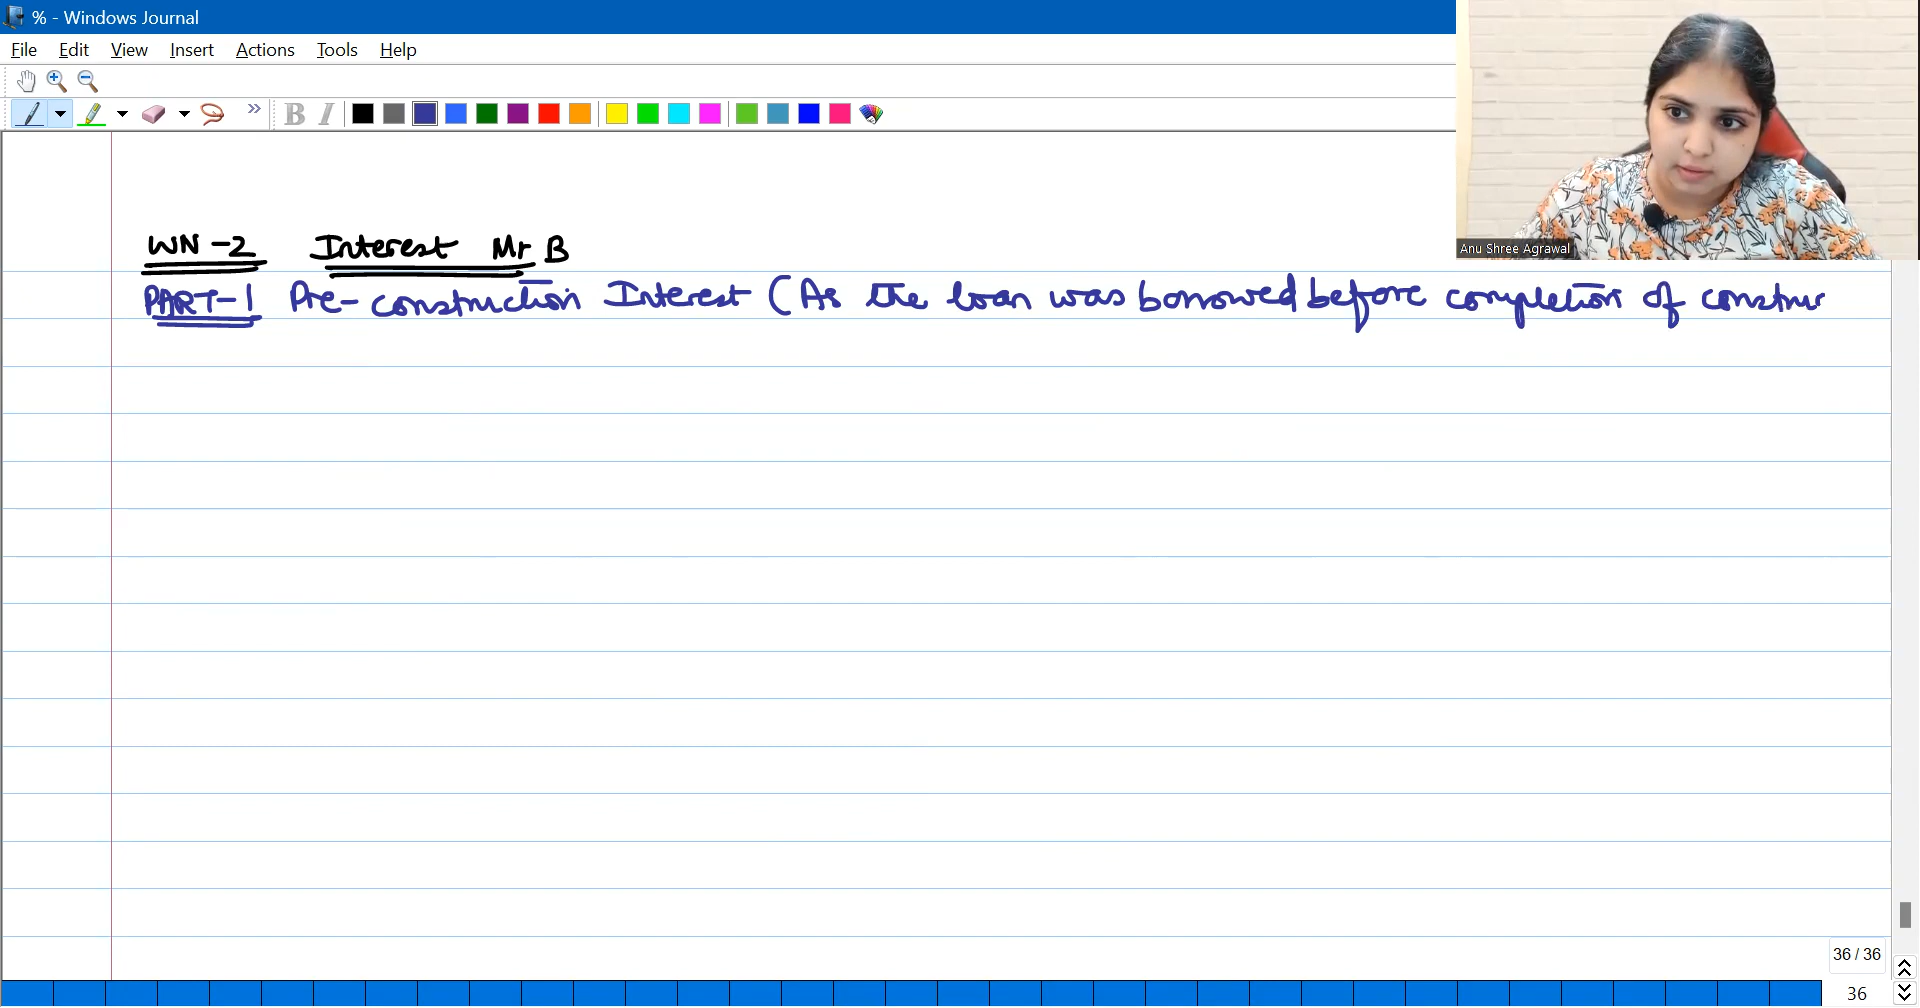 % - Windows Journal
File Edit View Insert Actions Tools Help
B I
Anu Shree Agrawal
WN-2 Interest Mr B
PART-1 Pre-construction Interest (As the loan was borrowed before completion of construc
36 / 36
36